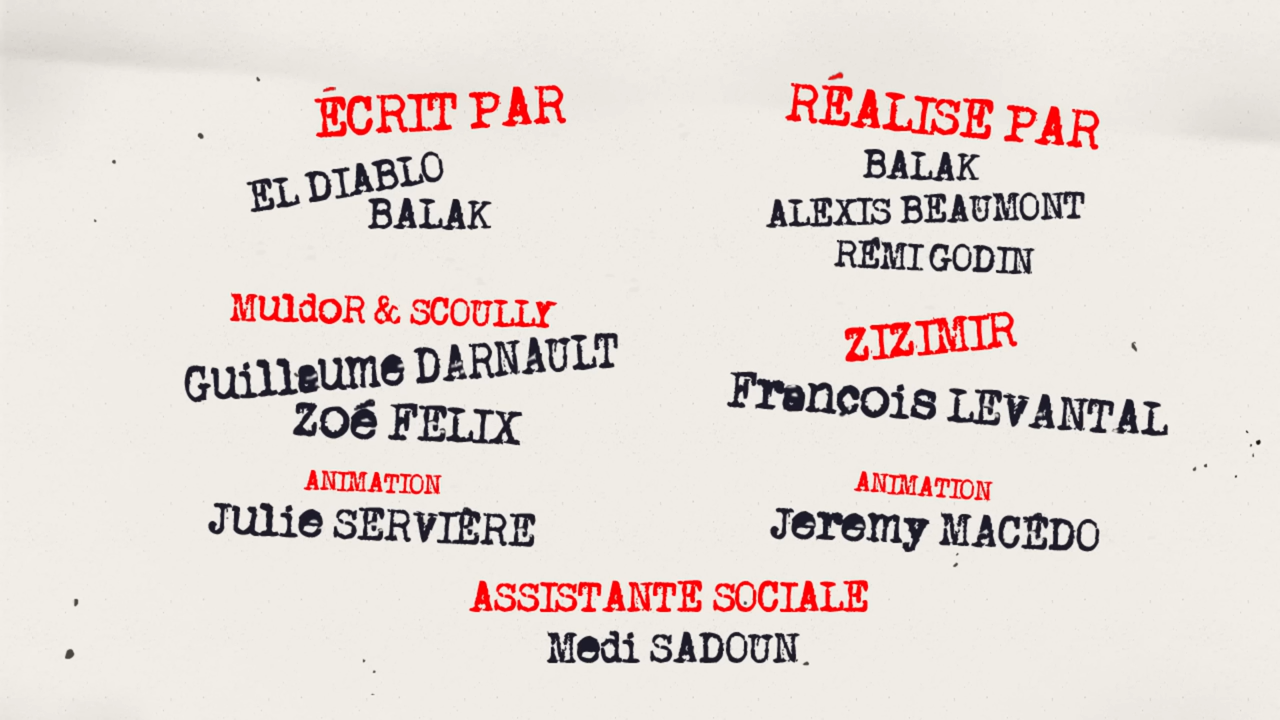 ÉCRIT PAR
EL DIABLO
BALAK
RÉALISE PAR
BALAK
ALEXIS BEAUMONT
RÉMI GODIN
MuldoR & SCOULLY
Guillaume DARNAULT
Zoé FELIX
ZIZIMIR
François LEVANTAL
ANIMATION
Julie SERVIÈRE
ANIMATION
Jeremy MACÉDO
ASSISTANTE SOCIALE
Medi SADOUN